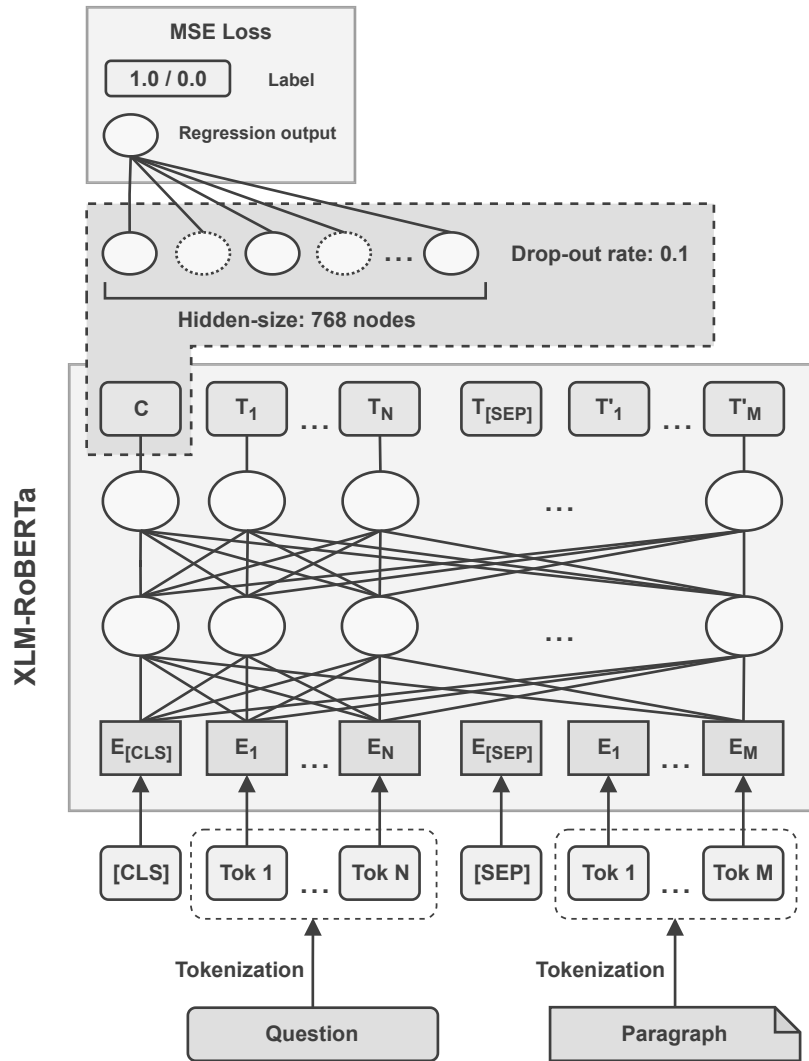 MSE Loss
1.0 / 0.0 Label
Regression output
... Drop-out rate: 0.1
Hidden-size: 768 nodes
C T1 ... TN T[SEP] T'1 ... T'M
...
XLM-RoBERTa
...
E[CLS] E1 ... EN E[SEP] E1 ... EM
[CLS] Tok 1 ... Tok N [SEP] Tok 1 ... Tok M
Tokenization Tokenization
Question Paragraph